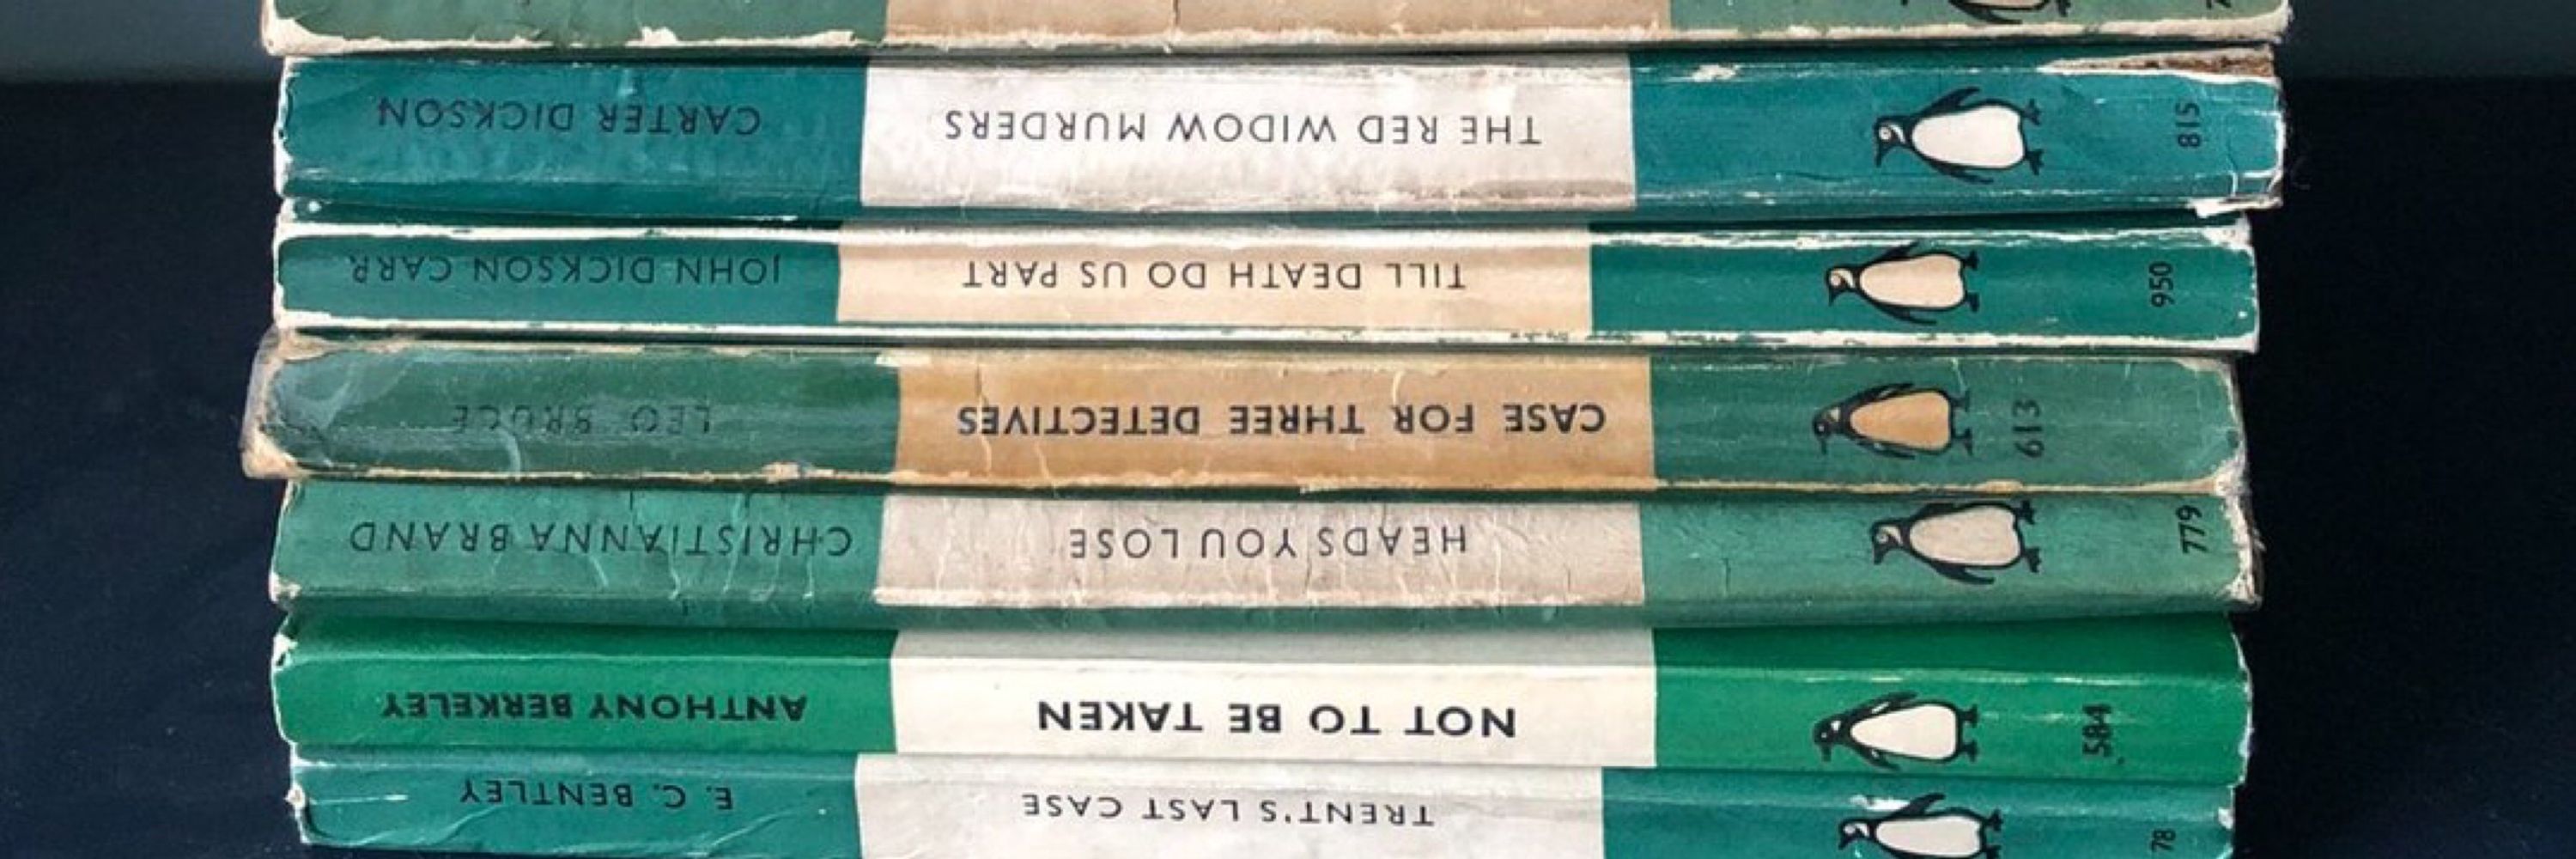 CARTER DICKSON THE RED WIDOW MURDERS 815
JOHN DICKSON CARR TILL DEATH DO US PART 950
LEO BRUCE CASE FOR THREE DETECTIVES 613
CHRISTIANNA BRAND HEADS YOU LOSE 779
ANTHONY BERKELEY NOT TO BE TAKEN 584
E. C. BENTLEY TRENT'S LAST CASE 78